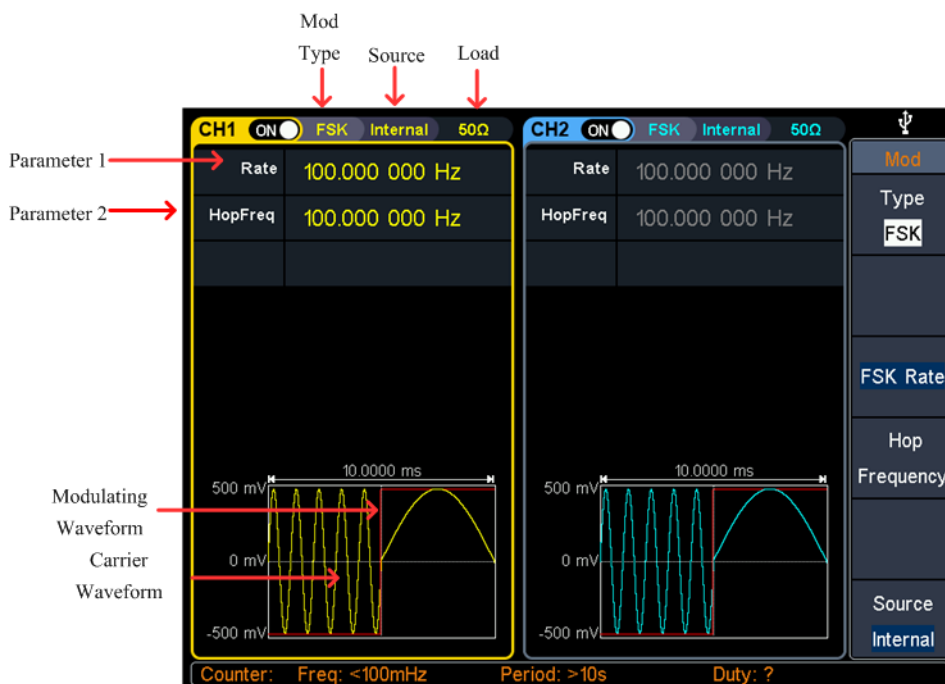 Mod
Type
Source
Load
CH1 ON FSK Internal 50Ω
CH2 ON FSK Internal 50Ω
Parameter 1
Rate 100.000 000 Hz
Rate 100.000 000 Hz
Parameter 2
HopFreq 100.000 000 Hz
HopFreq 100.000 000 Hz
Mod
Type
FSK
FSK Rate
Hop
Frequency
Source
Internal
10.0000 ms
500 mV
0 mV
-500 mV
10.0000 ms
500 mV
0 mV
-500 mV
Modulating
Waveform
Carrier
Waveform
Counter: Freq: <100mHz Period: >10s Duty: ?